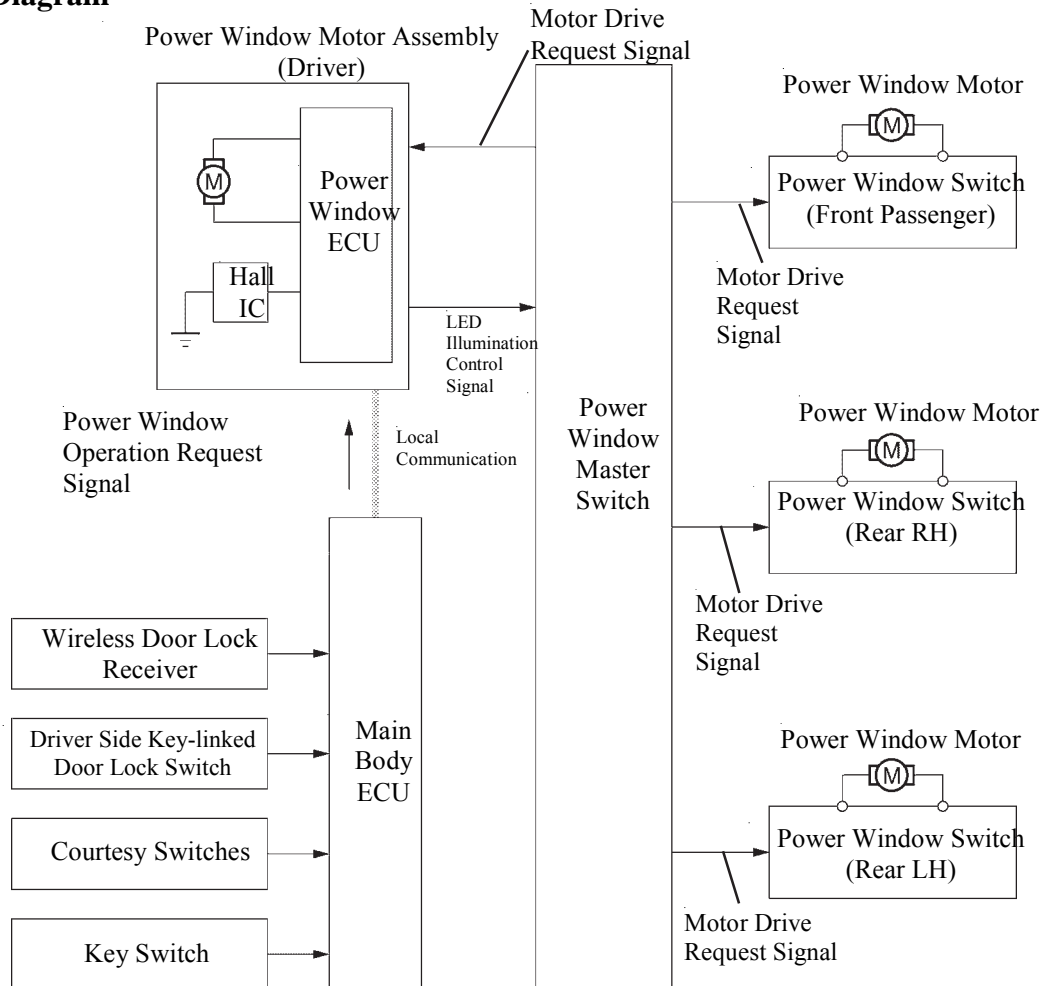 Diagram
Power Window Motor Assembly
(Driver)
Motor Drive
Request Signal
Power
Window
ECU
M
Hall
IC
LED
Illumination
Control
Signal
Power Window
Operation Request
Signal
Local
Communication
Power
Window
Master
Switch
Power Window Motor
M
Power Window Switch
(Front Passenger)
Motor Drive
Request
Signal
Power Window Motor
M
Power Window Switch
(Rear RH)
Motor Drive
Request
Signal
Power Window Motor
M
Power Window Switch
(Rear LH)
Motor Drive
Request Signal
Wireless Door Lock
Receiver
Driver Side Key-linked
Door Lock Switch
Courtesy Switches
Key Switch
Main
Body
ECU